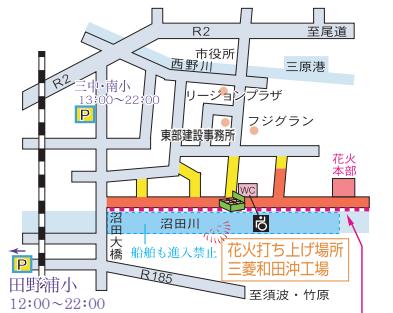 R2
至尾道
市役所
西野川
三原港
R2
三中・南小
13:00〜22:00
P
リージョンプラザ
フジグラン
東部建設事務所
花火
本部
WC
沼田大橋
沼田川
船舶も進入禁止
花火打ち上げ場所
三菱和田沖工場
P
田野浦小
12:00〜22:00
R185
至須波・竹原